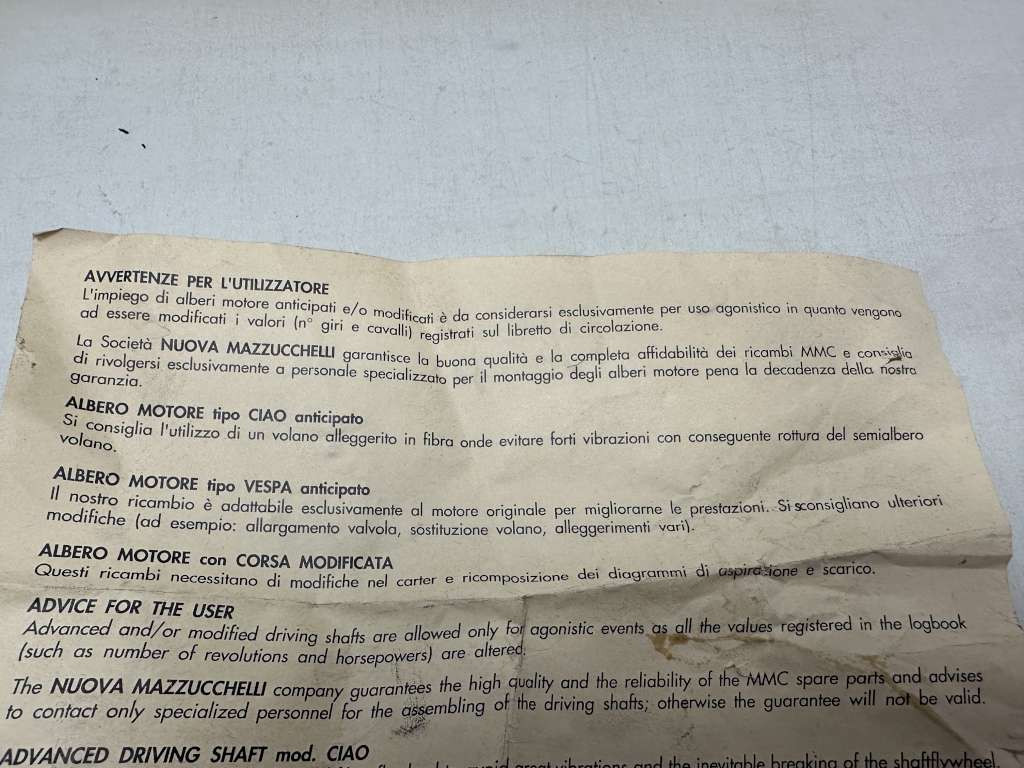 AVVERTENZE PER L'UTILIZZATORE
L'impiego di alberi motore anticipati e/o modificati è da considerarsi esclusivamente per uso agonistico in quanto vengono
ad essere modificati i valori (n° giri e cavalli) registrati sul libretto di circolazione.
La Società NUOVA MAZZUCCHELLI garantisce la buona qualità e la completa affidabilità dei ricambi MMC e consiglia
di rivolgersi esclusivamente a personale specializzato per il montaggio degli alberi motore pena la decadenza della nostra
garanzia.
ALBERO MOTORE tipo CIAO anticipato
Si consiglia l'utilizzo di un volano alleggerito in fibra onde evitare forti vibrazioni con conseguente rottura del semialbero
volano.
ALBERO MOTORE tipo VESPA anticipato
Il nostro ricambio è adattabile esclusivamente al motore originale per migliorarne le prestazioni. Si sconsigliano ulteriori
modifiche (ad esempio: allargamento valvola, sostituzione volano, alleggerimenti vari).
ALBERO MOTORE con CORSA MODIFICATA
Questi ricambi necessitano di modifiche nel carter e ricomposizione dei diagrammi di aspirazione e scarico.
ADVICE FOR THE USER
Advanced and/or modified driving shafts are allowed only for agonistic events as all the values registered in the logbook
(such as number of revolutions and horsepowers) are altered.
The NUOVA MAZZUCCHELLI company guarantees the high quality and the reliability of the MMC spare parts and advises
to contact only specialized personnel for the assembling of the driving shafts; otherwise the guarantee will not be valid.
ADVANCED DRIVING SHAFT mod. CIAO
great vibrations and the inevitable breaking of the shaftflywheel.